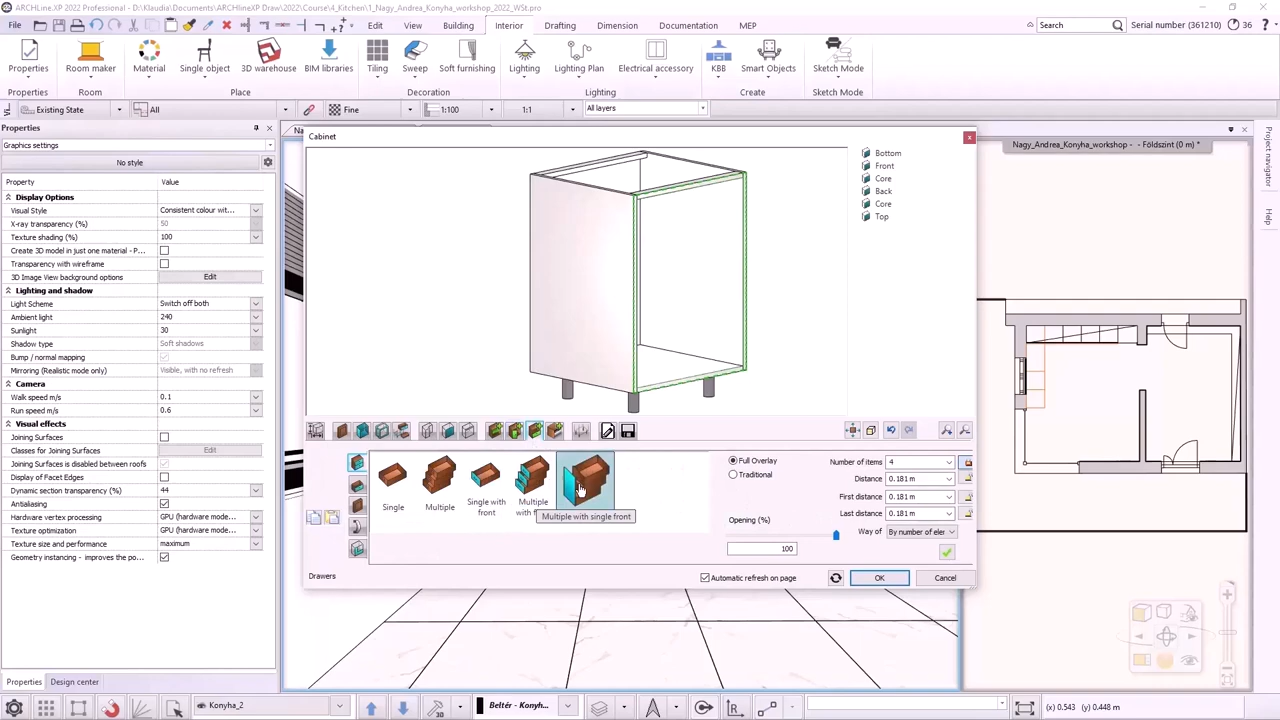 ARCHline.XP 2022 Professional - D:\Klaudia\Documents\ARCHlineXP Draw\2022\Course\4_Kitchen\1_Nagy_Andrea_Konyha_workshop_2022_WSt.pro
File
Edit View Building Interior Drafting Dimension Documentation MEP
Search Serial number (361210) 36
Properties Room maker Material Single object 3D warehouse BIM libraries Tiling Sweep Soft furnishing Lighting Lighting Plan Electrical accessory KBB Smart Objects Sketch Mode
Properties Room Place Decoration Lighting Create Sketch Mode
Existing State All Fine 1:100 1:1 All layers
Properties
Graphics settings
No style
Property Value
Display Options
Visual Style Consistent colour wit...
X-ray transparency (%) 50
Texture shading (%) 100
Create 3D model in just one material - P...
Transparency with wireframe
3D Image View background options Edit
Lighting and shadow
Light Scheme Switch off both
Ambient light 240
Sunlight 30
Shadow type Soft shadows
Bump / normal mapping
Mirroring (Realistic mode only) Visible, with no refresh
Camera
Walk speed m/s 0.1
Run speed m/s 0.6
Visual effects
Joining Surfaces
Classes for Joining Surfaces Edit
Joining Surfaces is disabled between roofs
Display of Facet Edges
Dynamic section transparency (%) 44
Antialiasing
Hardware vertex processing GPU (hardware mode...
Texture optimization GPU (hardware mode...
Texture size and performance maximum
Geometry instancing - improves the po...
Properties Design center
Na
Cabinet
Bottom
Front
Core
Back
Core
Top
Single
Multiple
Single with front
Multiple with f
Multiple with single front
Full Overlay
Traditional
Opening (%)
100
Number of items 4
Distance 0.181 m
First distance 0.181 m
Last distance 0.181 m
Way of By number of eler
Drawers
Automatic refresh on page
OK
Cancel
Nagy_Andrea_Konyha_workshop - - Földszint (0 m) *
Project navigator
Help
Konyha_2
Beltér - Konyh...
30
(x) 0.543 (y) 0.448 m